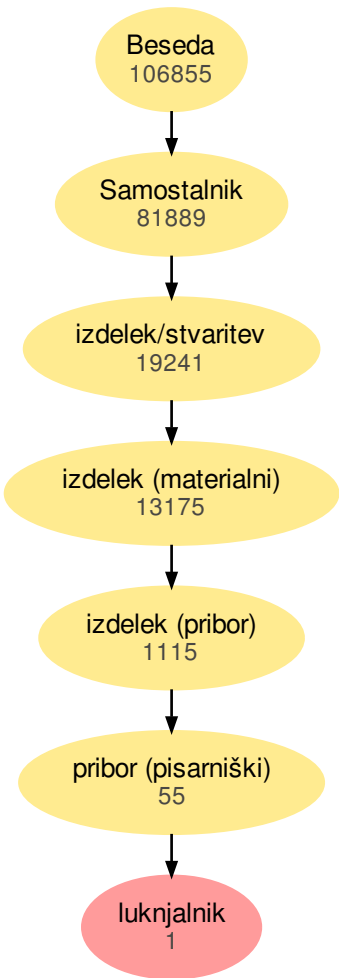 Beseda
106855
Samostalnik
81889
izdelek/stvaritev
19241
izdelek (materialni)
13175
izdelek (pribor)
1115
pribor (pisarniški)
55
luknjalnik
1